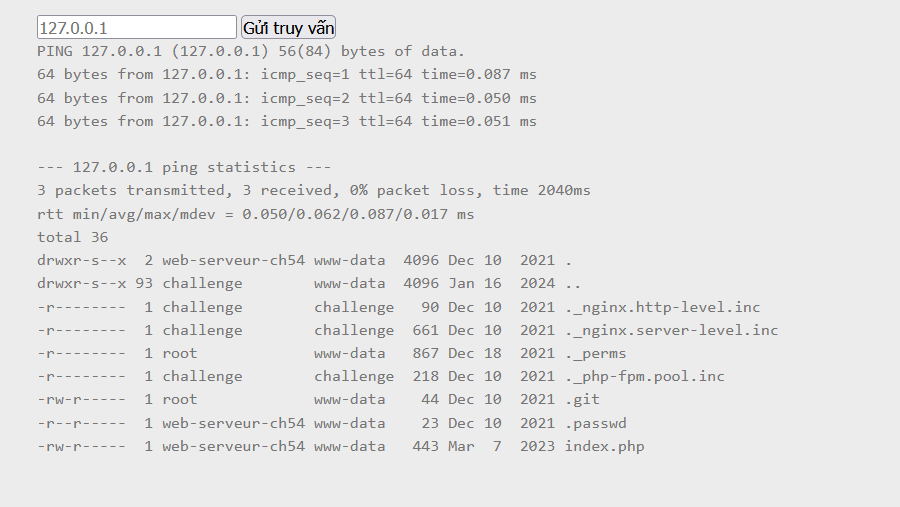 127.0.0.1 Gửi truy vấn
PING 127.0.0.1 (127.0.0.1) 56(84) bytes of data.
64 bytes from 127.0.0.1: icmp_seq=1 ttl=64 time=0.087 ms
64 bytes from 127.0.0.1: icmp_seq=2 ttl=64 time=0.050 ms
64 bytes from 127.0.0.1: icmp_seq=3 ttl=64 time=0.051 ms

--- 127.0.0.1 ping statistics ---
3 packets transmitted, 3 received, 0% packet loss, time 2040ms
rtt min/avg/max/mdev = 0.050/0.062/0.087/0.017 ms
total 36
drwxr-s--x  2 web-serveur-ch54 www-data  4096 Dec 10  2021 .
drwxr-s--x 93 challenge        www-data  4096 Jan 16  2024 ..
-r--------  1 challenge        challenge   90 Dec 10  2021 ._nginx.http-level.inc
-r--------  1 challenge        challenge  661 Dec 10  2021 ._nginx.server-level.inc
-r--------  1 root             www-data   867 Dec 18  2021 ._perms
-r--------  1 challenge        challenge  218 Dec 10  2021 ._php-fpm.pool.inc
-rw-r-----  1 root             www-data    44 Dec 10  2021 .git
-r--r-----  1 web-serveur-ch54 www-data    23 Dec 10  2021 .passwd
-rw-r-----  1 web-serveur-ch54 www-data   443 Mar  7  2023 index.php